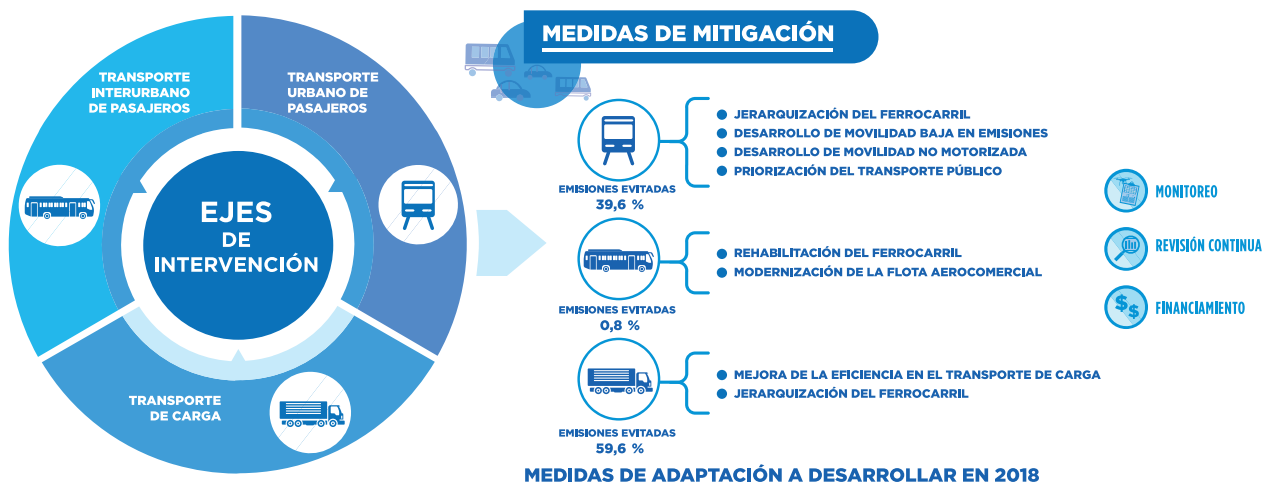 TRANSPORTE
INTERURBANO
DE PASAJEROS
TRANSPORTE
URBANO DE
PASAJEROS
EJES
DE
INTERVENCIÓN
TRANSPORTE
DE CARGA
MEDIDAS DE MITIGACIÓN
EMISIONES EVITADAS
39,6 %
JERARQUIZACIÓN DEL FERROCARRIL
DESARROLLO DE MOVILIDAD BAJA EN EMISIONES
DESARROLLO DE MOVILIDAD NO MOTORIZADA
PRIORIZACIÓN DEL TRANSPORTE PÚBLICO
EMISIONES EVITADAS
0,8 %
REHABILITACIÓN DEL FERROCARRIL
MODERNIZACIÓN DE LA FLOTA AEROCOMERCIAL
EMISIONES EVITADAS
59,6 %
MEJORA DE LA EFICIENCIA EN EL TRANSPORTE DE CARGA
JERARQUIZACIÓN DEL FERROCARRIL
MONITOREO
REVISIÓN CONTINUA
$$ FINANCIAMIENTO
MEDIDAS DE ADAPTACIÓN A DESARROLLAR EN 2018